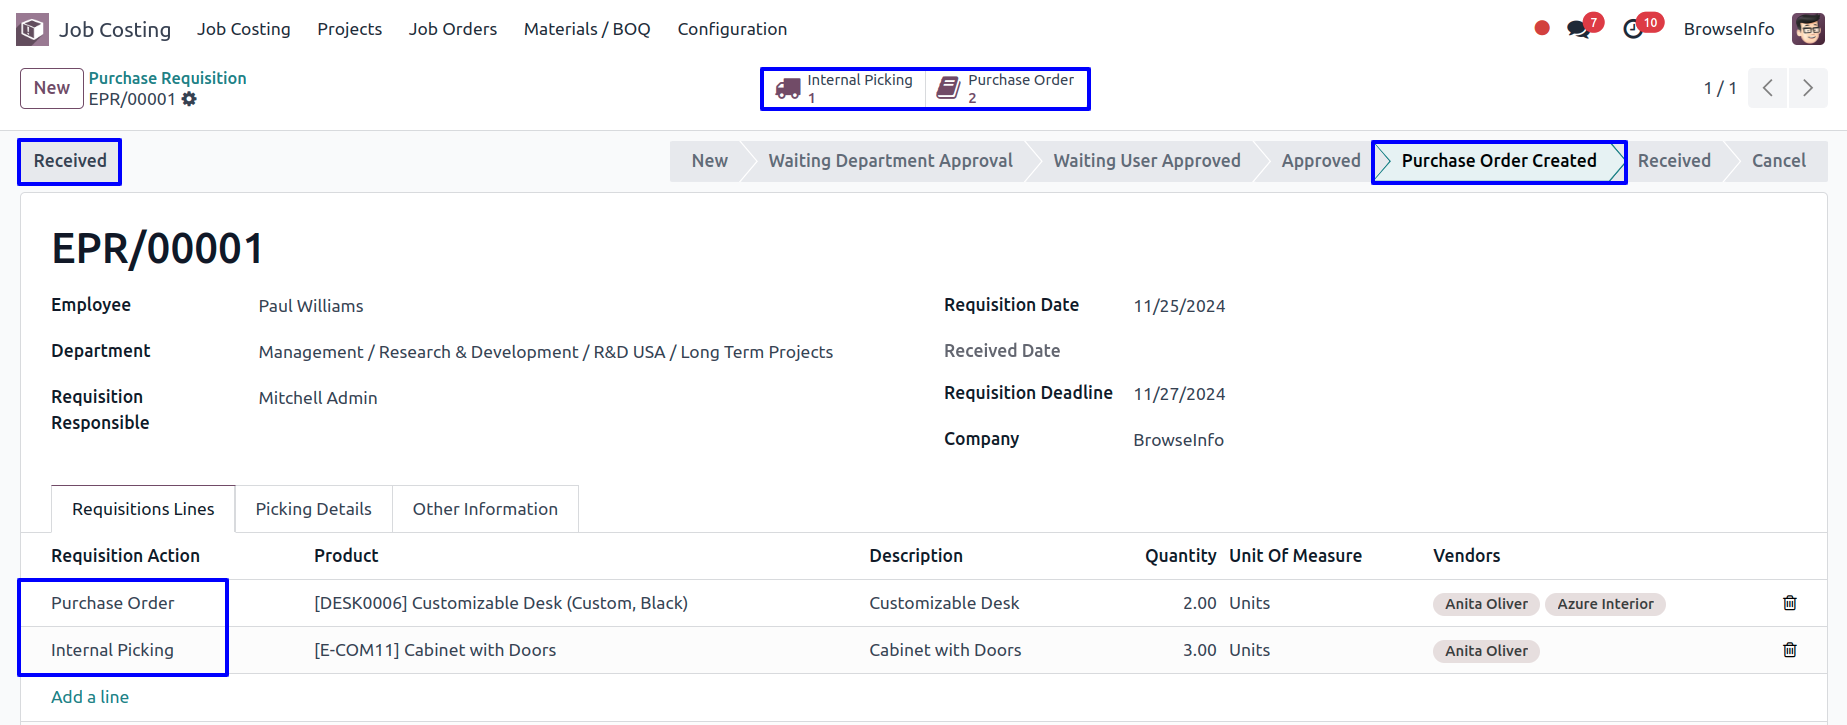 Job Costing Job Costing Projects Job Orders Materials / BOQ Configuration 7 10 BrowseInfo
New Purchase Requisition Internal Picking Purchase Order
EPR/00001 1 2 1 / 1
Received New Waiting Department Approval Waiting User Approved Approved Purchase Order Created Received Cancel
EPR/00001
Employee Paul Williams Requisition Date 11/25/2024
Department Management / Research & Development / R&D USA / Long Term Projects Received Date
Requisition Responsible Mitchell Admin Requisition Deadline 11/27/2024
Company BrowseInfo
Requisitions Lines Picking Details Other Information
Requisition Action Product Description Quantity Unit Of Measure Vendors
Purchase Order [DESK0006] Customizable Desk (Custom, Black) Customizable Desk 2.00 Units Anita Oliver Azure Interior
Internal Picking [E-COM11] Cabinet with Doors Cabinet with Doors 3.00 Units Anita Oliver
Add a line